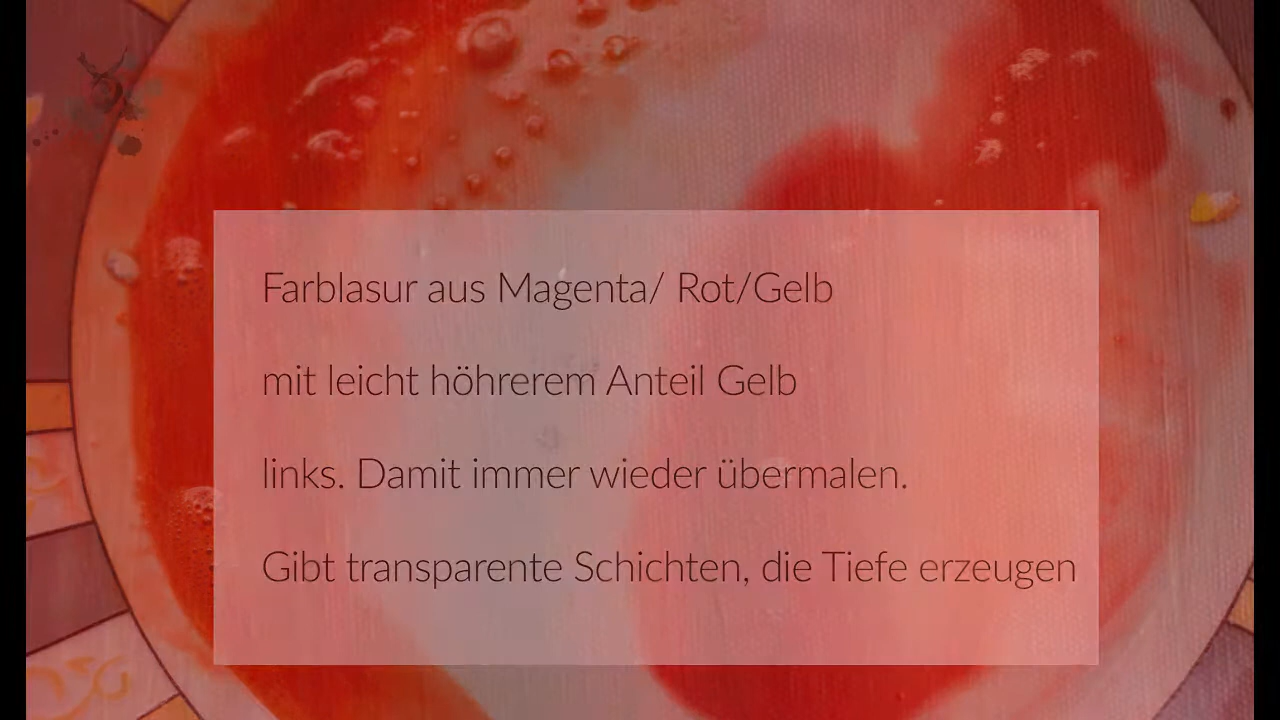 Farblasur aus Magenta/ Rot/Gelb
mit leicht höhrerem Anteil Gelb
links. Damit immer wieder übermalen.
Gibt transparente Schichten, die Tiefe erzeugen